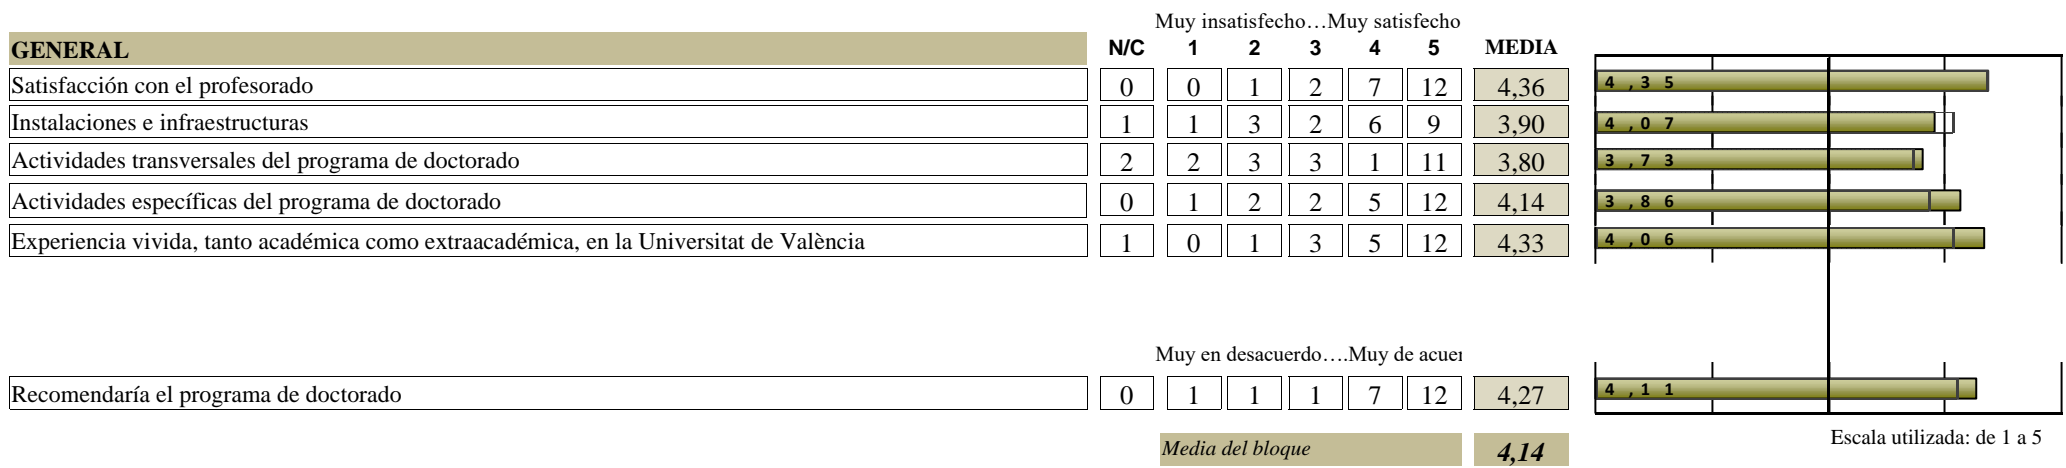 Muy insatisfecho…Muy satisfecho
GENERAL N/C 1 2 3 4 5 MEDIA
Satisfacción con el profesorado 0 0 1 2 7 12 4,36 4,35
Instalaciones e infraestructuras 1 1 3 2 6 9 3,90 4,07
Actividades transversales del programa de doctorado 2 2 3 3 1 11 3,80 3,73
Actividades específicas del programa de doctorado 0 1 2 2 5 12 4,14 3,86
Experiencia vivida, tanto académica como extraacadémica, en la Universitat de València 1 0 1 3 5 12 4,33 4,06
Muy en desacuerdo….Muy de acuer
Recomendaría el programa de doctorado 0 1 1 1 7 12 4,27 4,11
Media del bloque 4,14
Escala utilizada: de 1 a 5